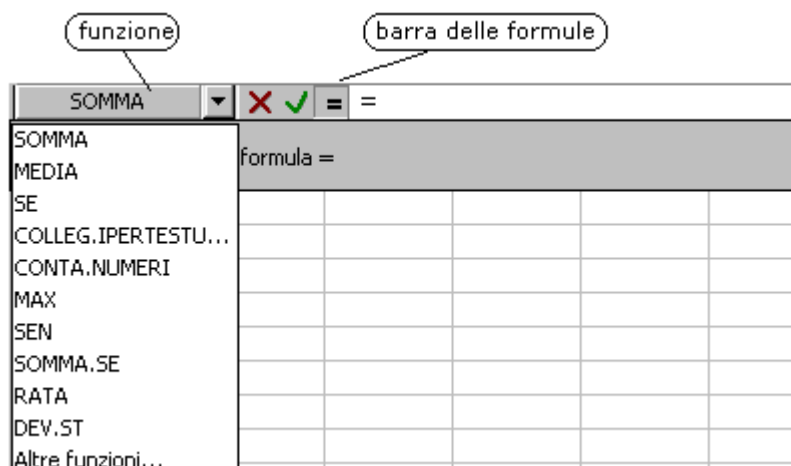 funzione
barra delle formule
SOMMA
= =
SOMMA
formula =
MEDIA
SE
COLLEG.IPERTESTU...
CONTA.NUMERI
MAX
SEN
SOMMA.SE
RATA
DEV.ST
Altre funzioni...